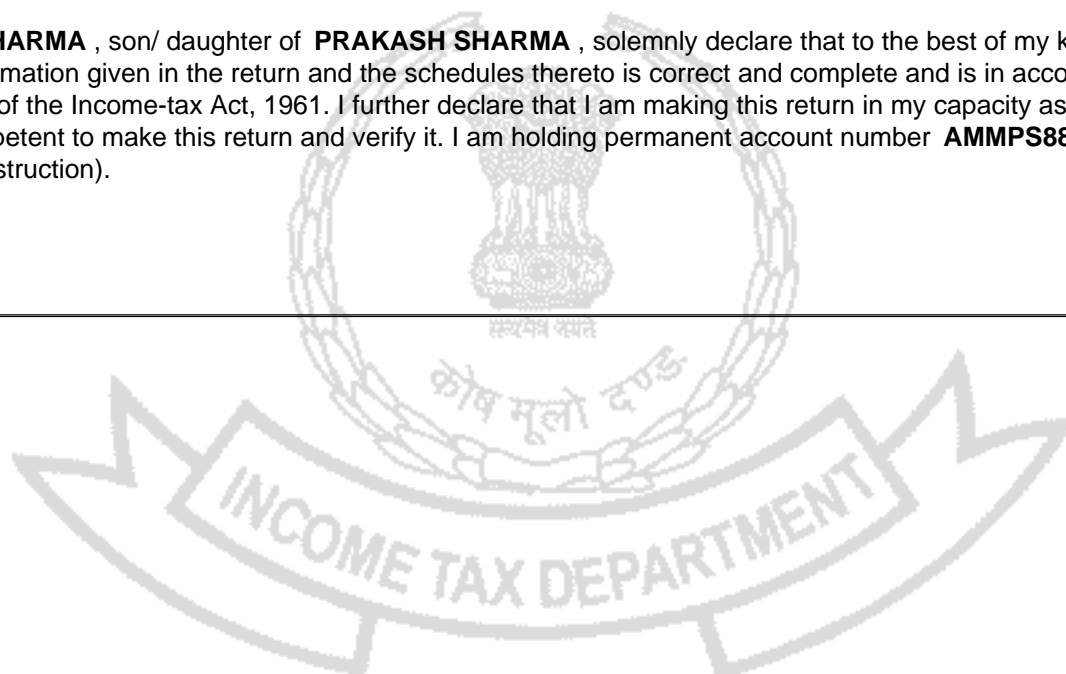 HARMA , son/ daughter of PRAKASH SHARMA , solemnly declare that to the best of my k
rmation given in the return and the schedules thereto is correct and complete and is in acco
of the Income-tax Act, 1961. I further declare that I am making this return in my capacity as
petent to make this return and verify it. I am holding permanent account number AMMPS88
struction).
सत्यमेव जयते
कोष मूलो दण्डः
INCOME TAX DEPARTMENT